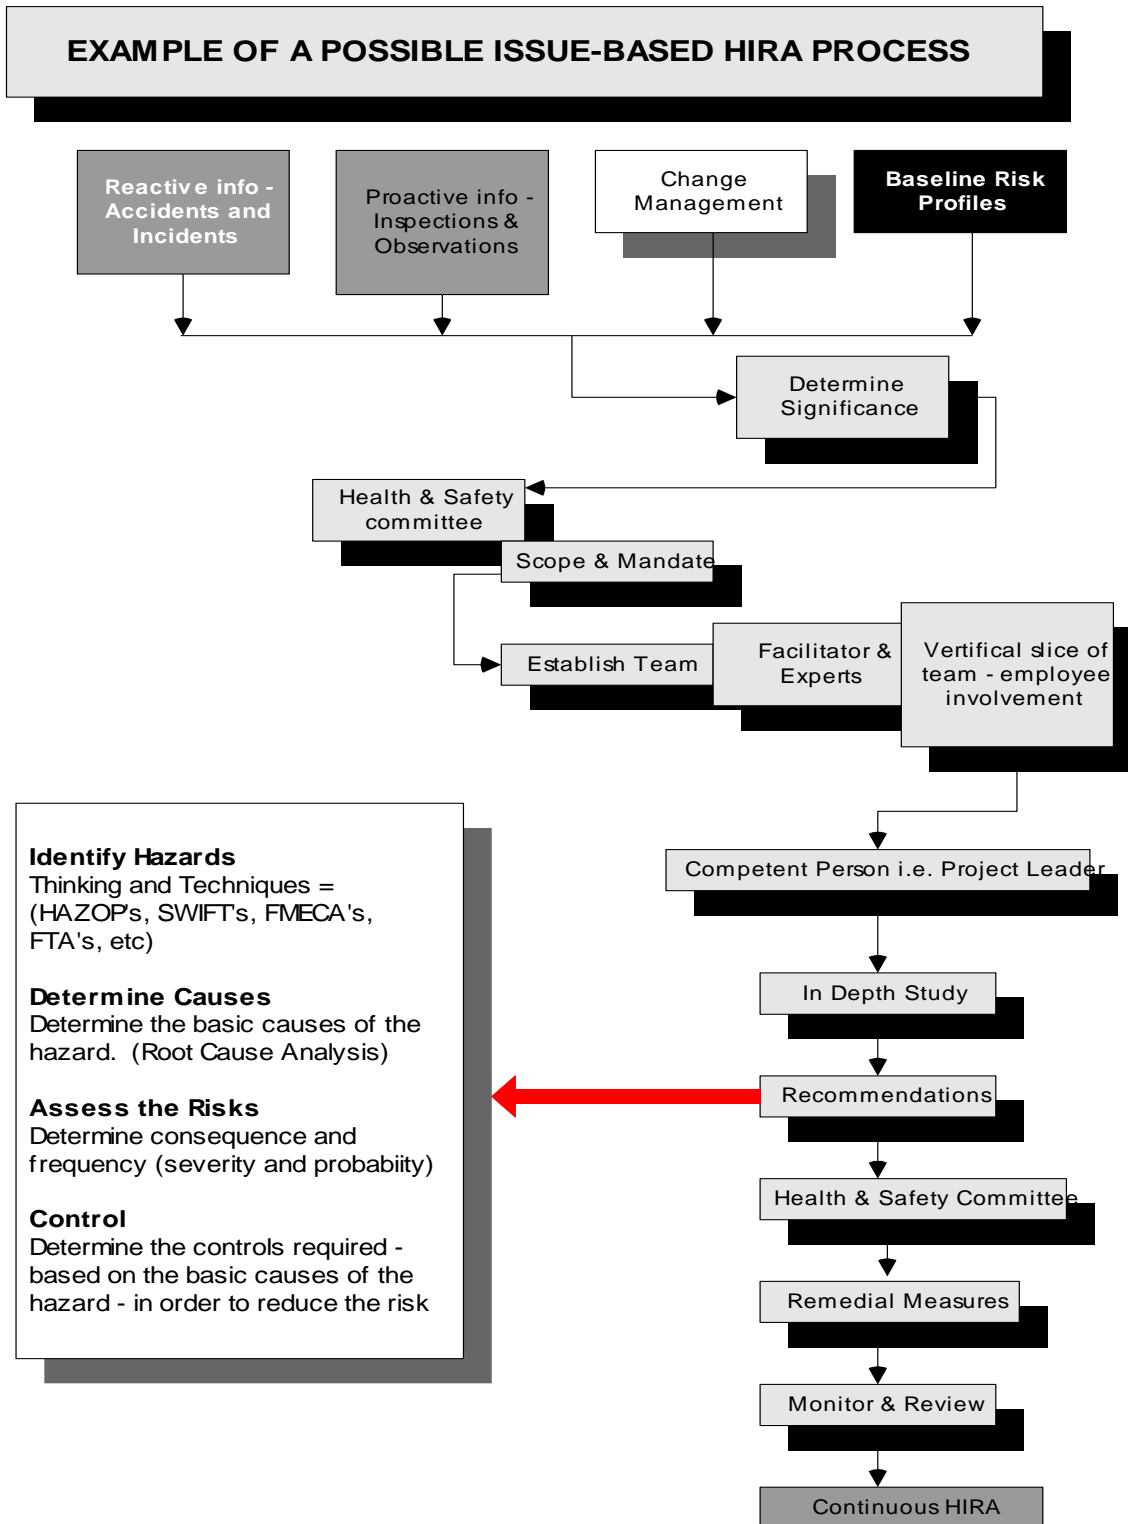 EXAMPLE OF A POSSIBLE ISSUE-BASED HIRA PROCESS
Reactive info -
Accidents and
Incidents
Proactive info -
Inspections &
Observations
Change
Management
Baseline Risk
Profiles
Determine
Significance
Health & Safety
committee
Scope & Mandate
Establish Team
Facilitator &
Experts
Vertifical slice of
team - employee
involvement
Competent Person i.e. Project Leader
In Depth Study
Recommendations
Health & Safety Committee
Remedial Measures
Monitor & Review
Continuous HIRA
Identify Hazards
Thinking and Techniques =
(HAZOP's, SWIFT's, FMECA's,
FTA's, etc)
Determine Causes
Determine the basic causes of the
hazard.  (Root Cause Analysis)
Assess the Risks
Determine consequence and
frequency (severity and probabiity)
Control
Determine the controls required -
based on the basic causes of the
hazard - in order to reduce the risk